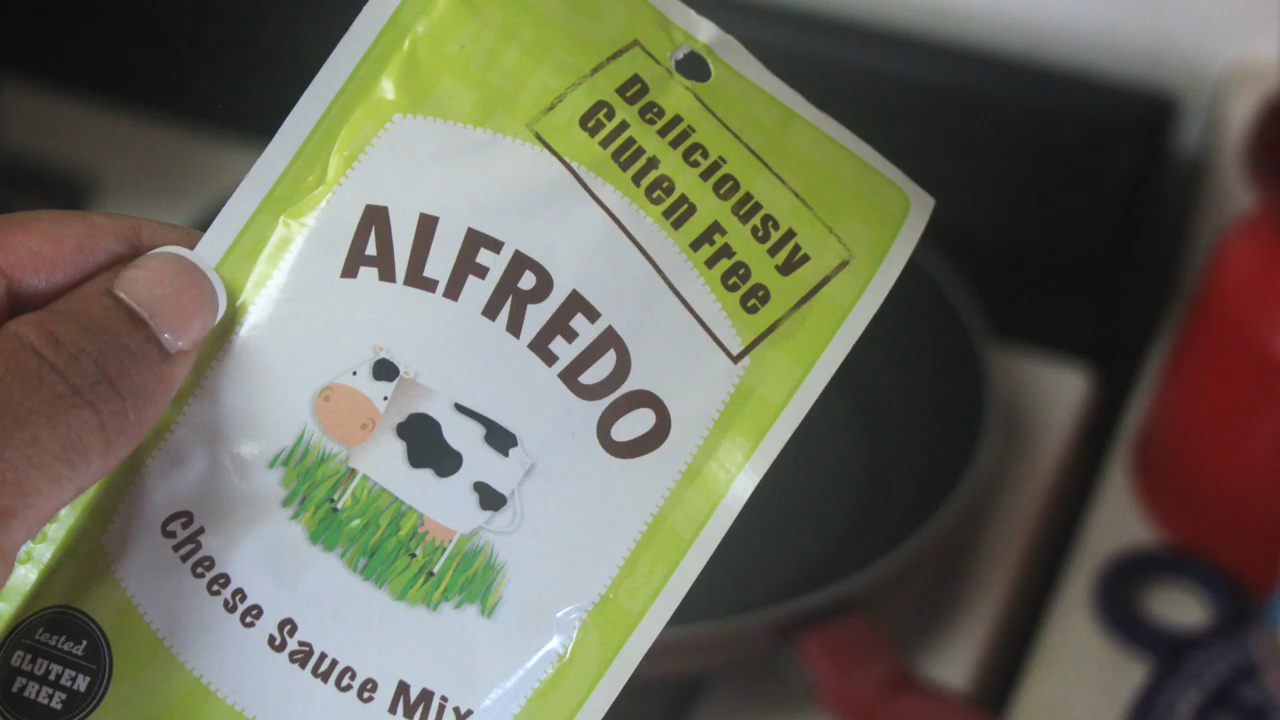 Deliciously
Gluten Free
ALFREDO
Cheese Sauce Mix
tested
GLUTEN
FREE